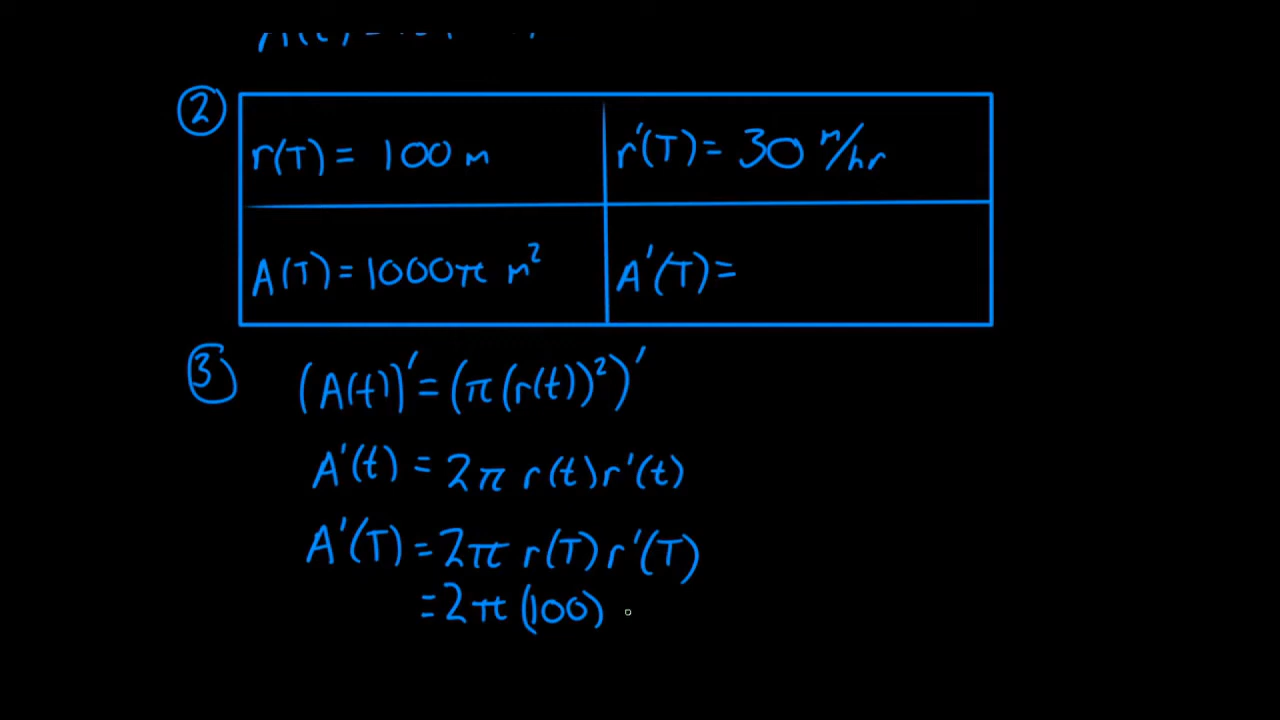 ②
r(T) = 100 m
r'(T) = 30 m/hr
A(T) = 1000π m²
A'(T) =
③ (A(t))' = (π(r(t))²)'
A'(t) = 2π r(t) r'(t)
A'(T) = 2π r(T) r'(T)
= 2π (100)